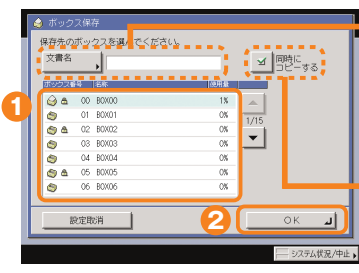 ボックス保存
保存先のボックスを選んでください。
文書名
同時に
コピーする
ボックス番号 名称 使用量
1
00 BOX00 1%
01 BOX01 0%
02 BOX02 0%
03 BOX03 0%
04 BOX04 0%
05 BOX05 0%
06 BOX06 0%
1/15
設定取消
2
OK
システム状況/中止